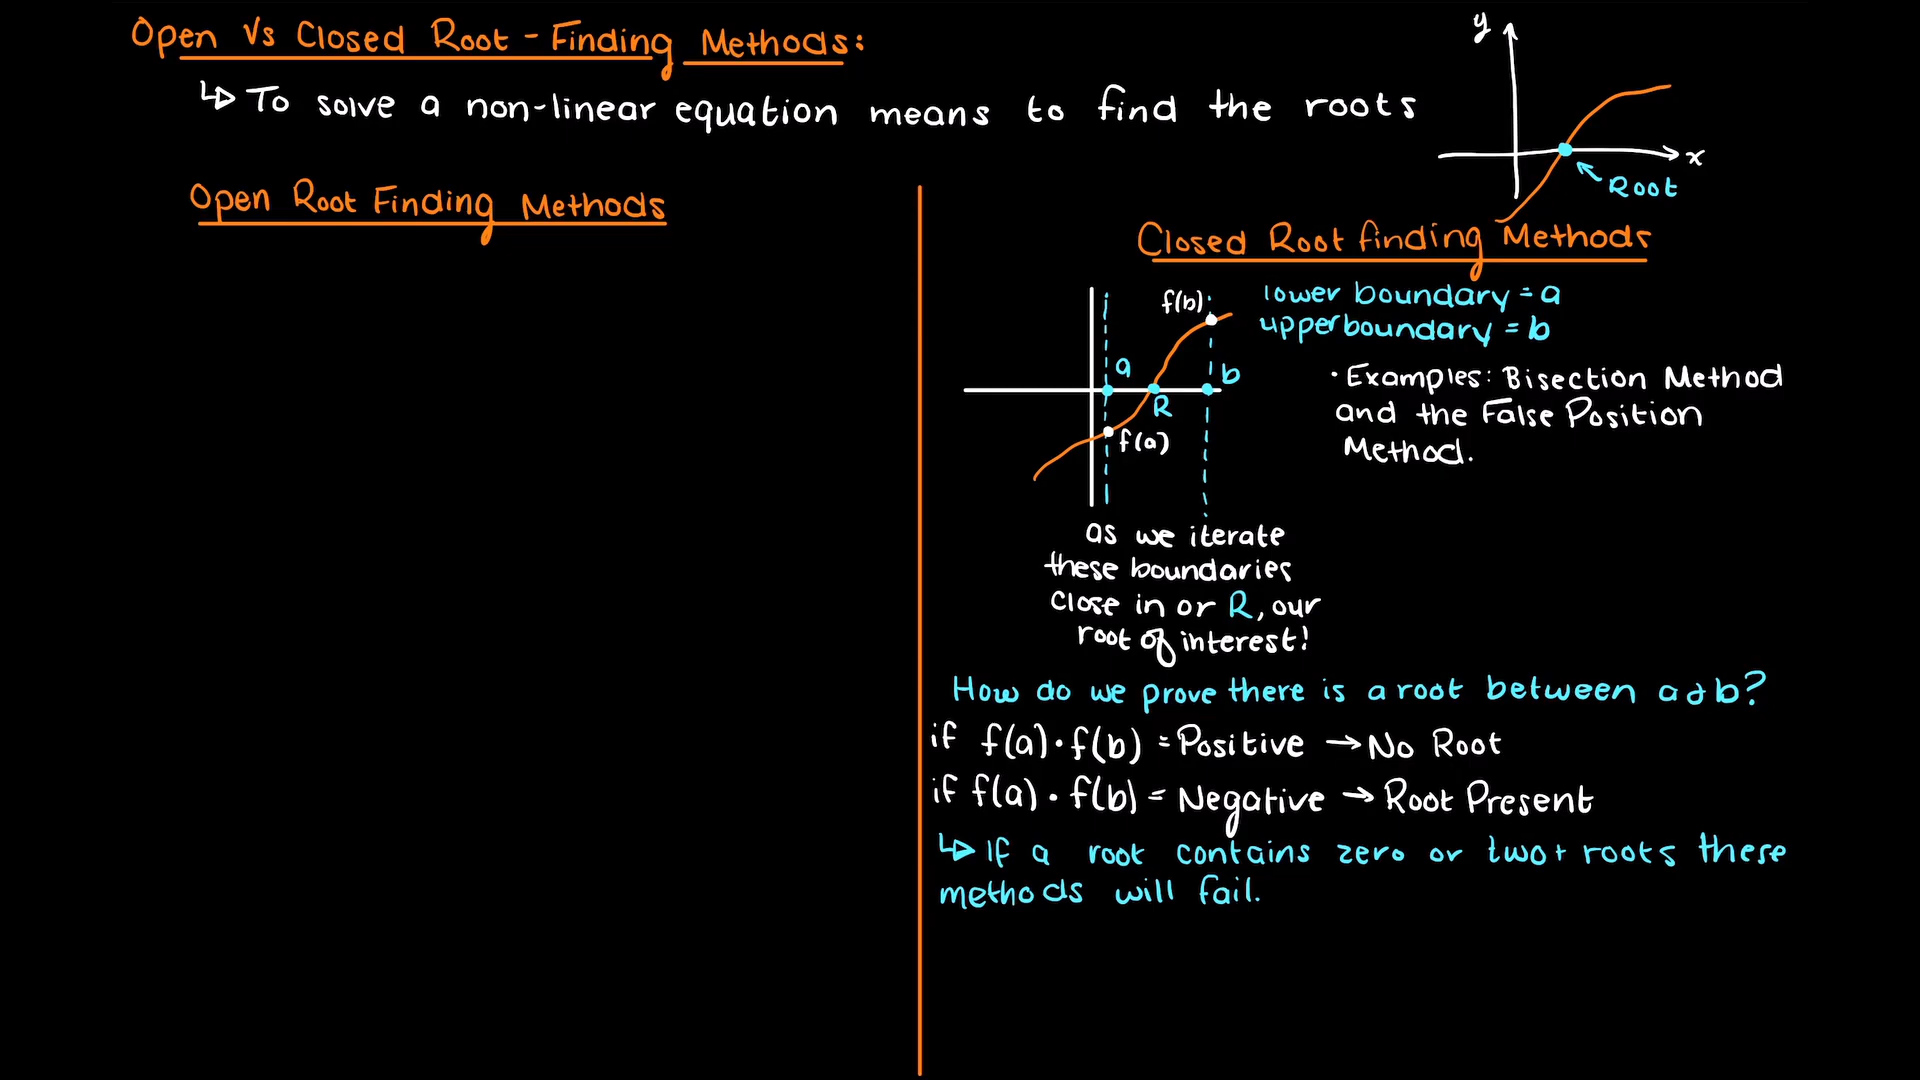 Open Vs Closed Root-Finding Methods:
↳ To solve a non-linear equation means to find the roots
y
x
Root
Open Root Finding Methods
Closed Root finding Methods
f(b)
lower boundary = a
upper boundary = b
a
b
R
f(a)
• Examples: Bisection Method
and the False Position
Method.
as we iterate
these boundaries
close in or R, our
root of interest!
How do we prove there is a root between a & b?
if f(a)·f(b) = Positive → No Root
if f(a)·f(b) = Negative → Root Present
↳ If a root contains zero or two+ roots these
methods will fail.